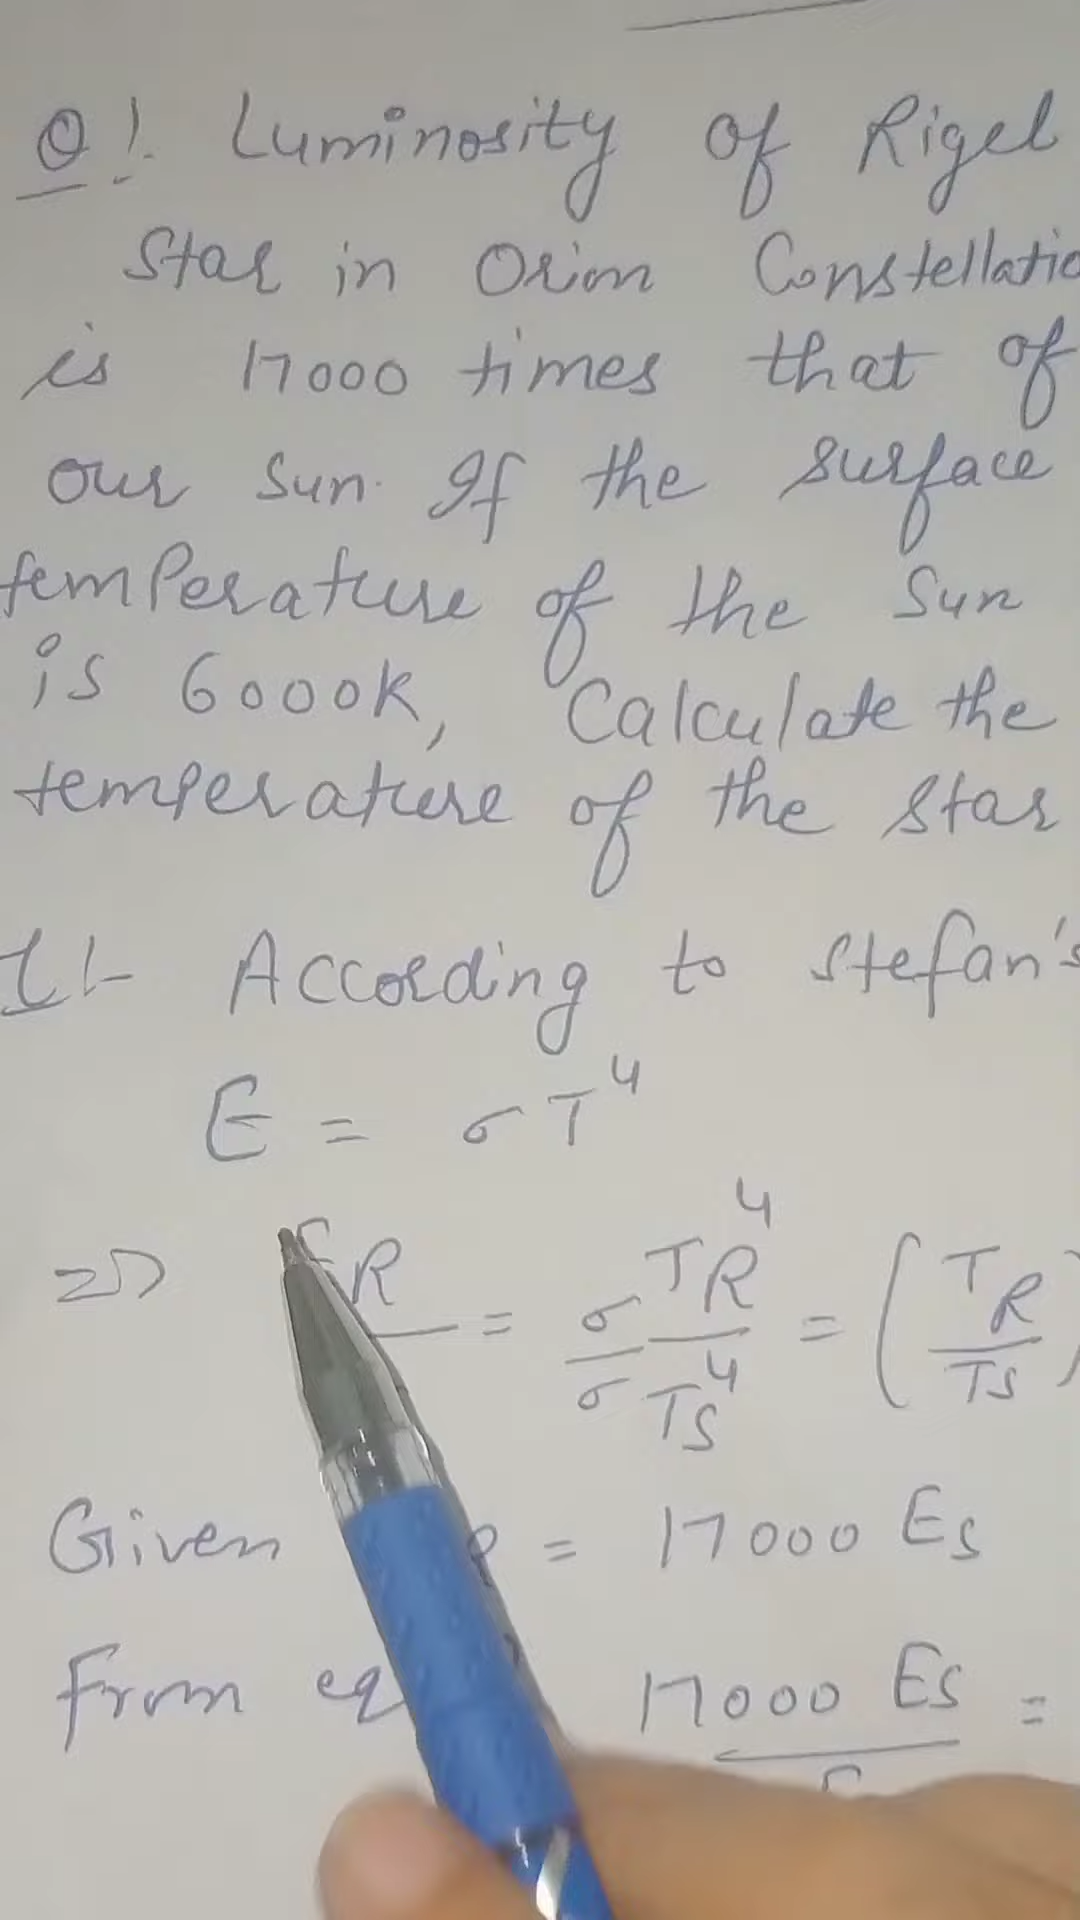 Q!. Luminosity of Rigel
Star in Orion Constellatio
is 17000 times that of
our Sun. If the surface
temperature of the Sun
is 6000K, Calculate the
temperature of the star
According to Stefan's
E = σT⁴
⇒ R = σ TR⁴ / σ TS⁴ = (TR / TS)
Given = 17000 Es
From eq 17000 Es =